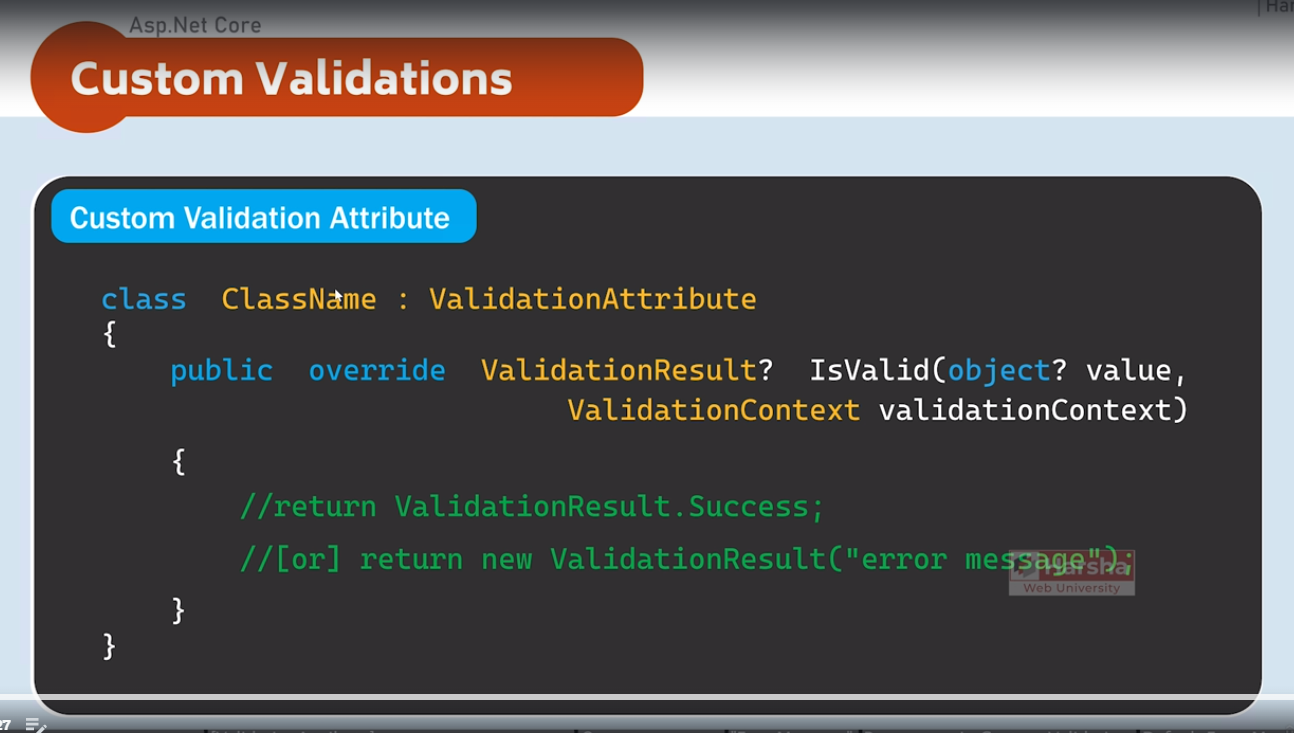 Asp.Net Core
Custom Validations
Custom Validation Attribute
class ClassName : ValidationAttribute
{
public override ValidationResult? IsValid(object? value,
ValidationContext validationContext)
{
//return ValidationResult.Success;
//[or] return new ValidationResult("error message");
}
}
Harsha
Web University